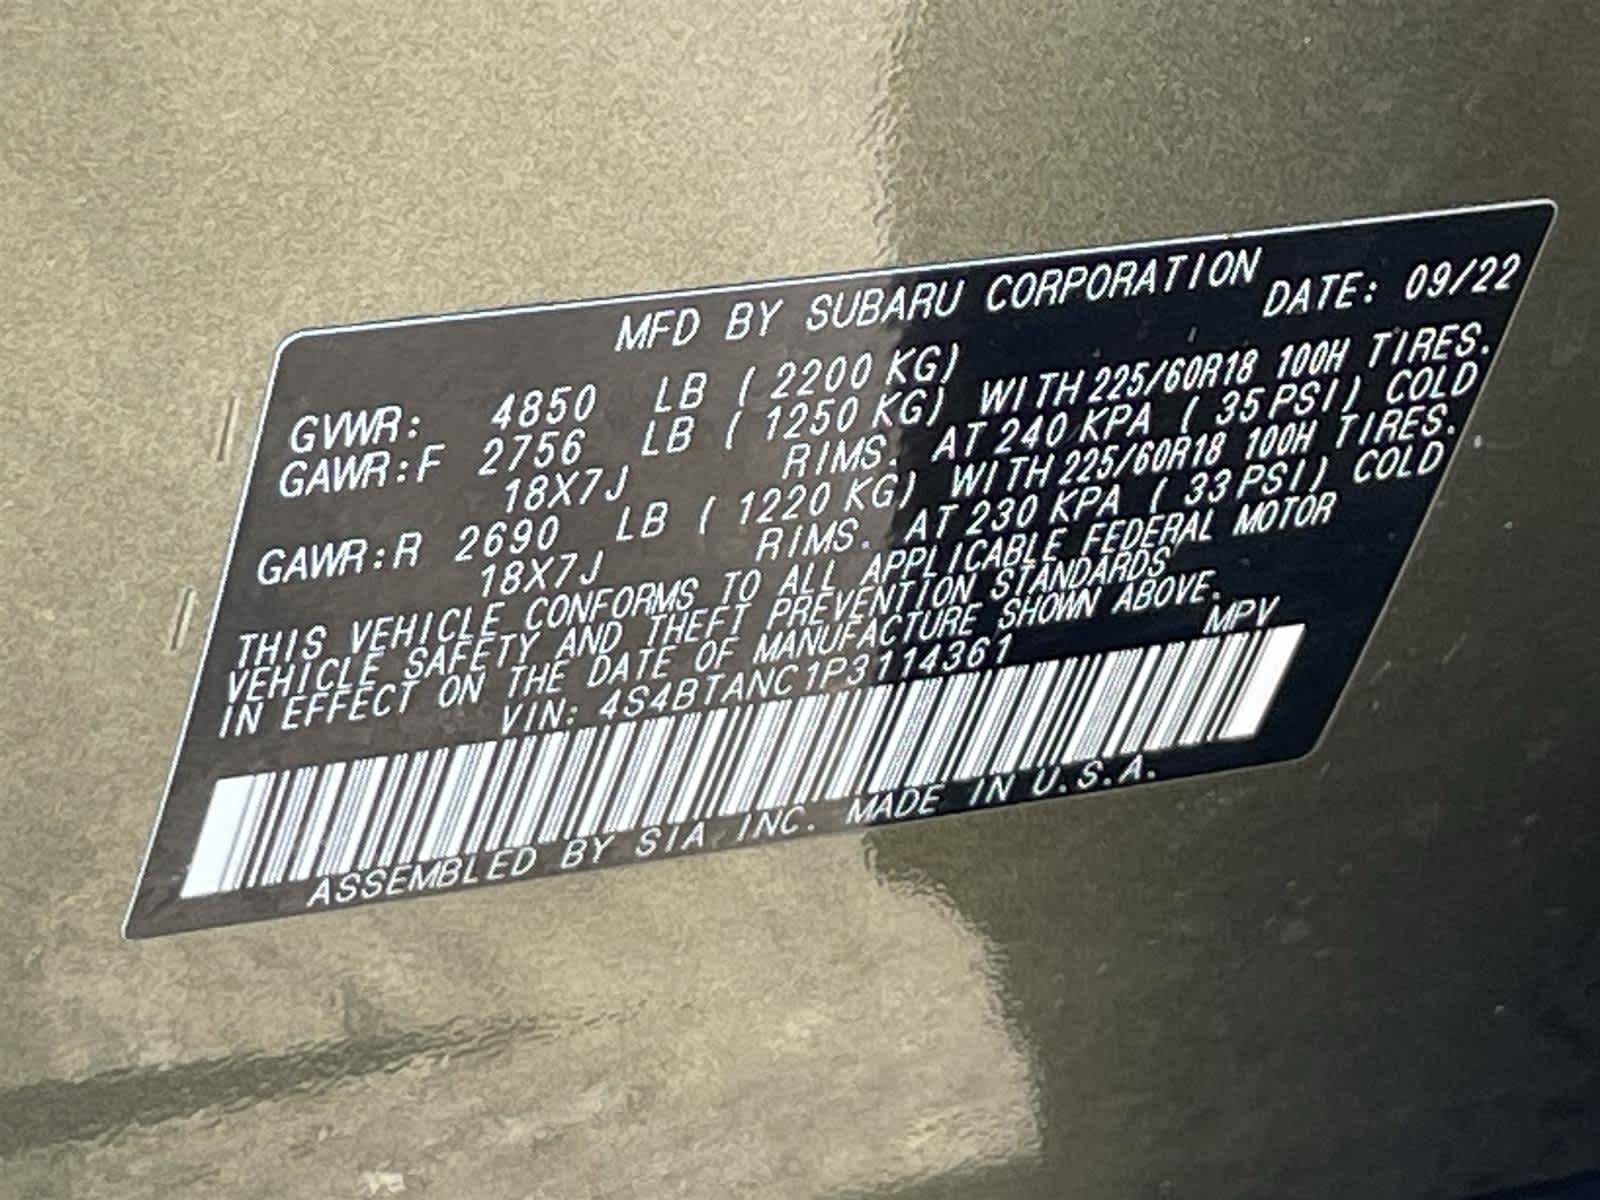 MFD BY SUBARU CORPORATION
DATE: 09/22
GVWR: 4850 LB ( 2200 KG)
GAWR:F 2756 LB ( 1250 KG) WITH 225/60R18 100H TIRES.
18X7J RIMS. AT 240 KPA ( 35 PSI) COLD .
GAWR:R 2690 LB ( 1220 KG) WITH 225/60R18 100H TIRES.
18X7J RIMS. AT 230 KPA ( 33 PSI) COLD .
THIS VEHICLE CONFORMS TO ALL APPLICABLE FEDERAL MOTOR
VEHICLE SAFETY AND THEFT PREVENTION STANDARDS
IN EFFECT ON THE DATE OF MANUFACTURE SHOWN ABOVE.
VIN: 4S4BTANC1P3114361 MPV
ASSEMBLED BY SIA, INC. MADE IN U.S.A.